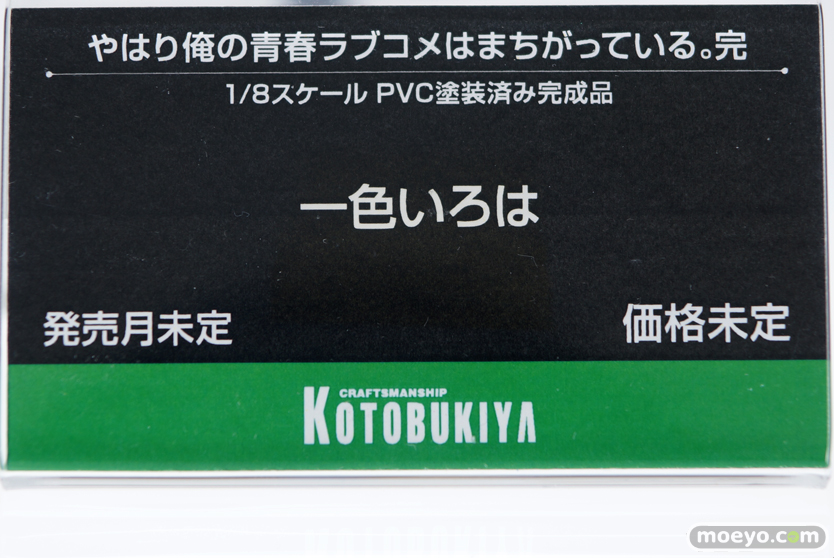 やはり俺の青春ラブコメはまちがっている。完
1/8スケール PVC塗装済み完成品
一色いろは
発売月未定
価格未定
CRAFTSMANSHIP
KOTOBUKIYA
moeyo.com